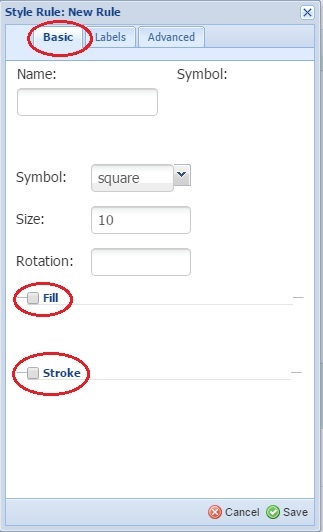 Style Rule: New Rule
Basic Labels Advanced
Name: Symbol:
Symbol: square
Size: 10
Rotation:
Fill
Stroke
Cancel Save